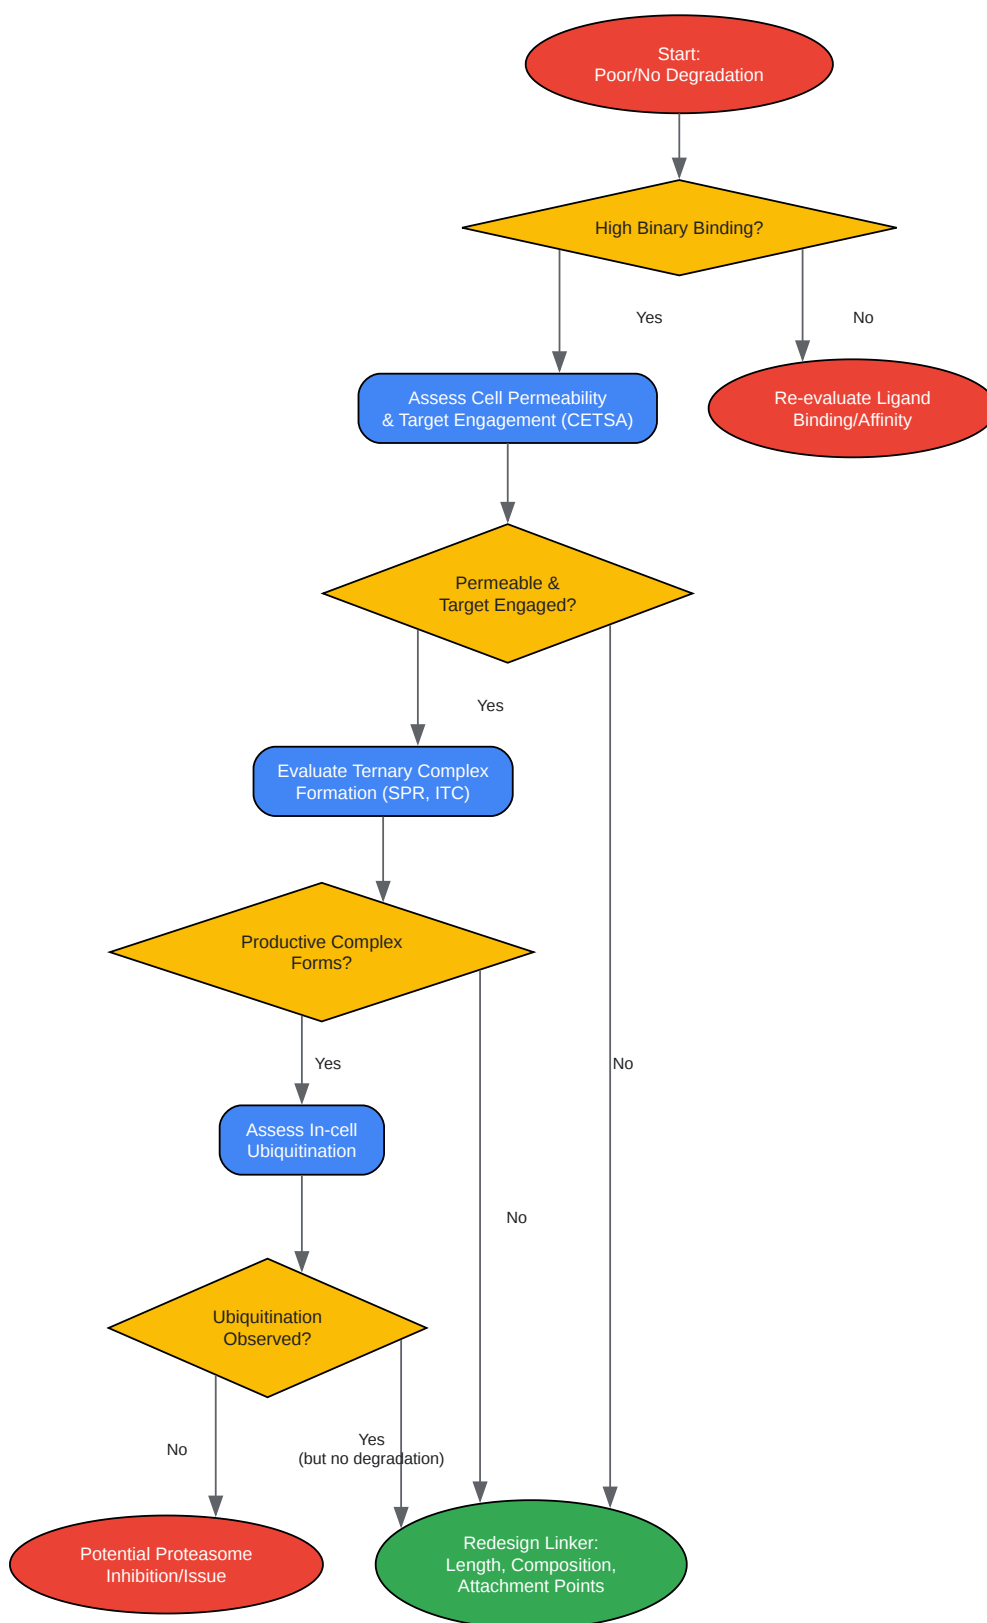 Start:
Poor/No Degradation
High Binary Binding?
Yes
No
Assess Cell Permeability
& Target Engagement (CETSA)
Re-evaluate Ligand
Binding/Affinity
Permeable &
Target Engaged?
Yes
Evaluate Ternary Complex
Formation (SPR, ITC)
Productive Complex
Forms?
Yes
No
Assess In-cell
Ubiquitination
No
Ubiquitination
Observed?
No
Yes
(but no degradation)
Potential Proteasome
Inhibition/Issue
Redesign Linker:
Length, Composition,
Attachment Points